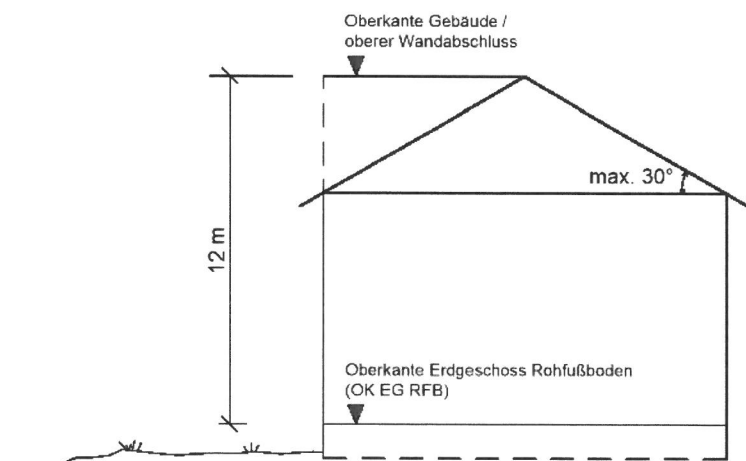 Oberkante Gebäude /
oberer Wandabschluss
max. 30°
12 m
Oberkante Erdgeschoss Rohfußboden
(OK EG RFB)